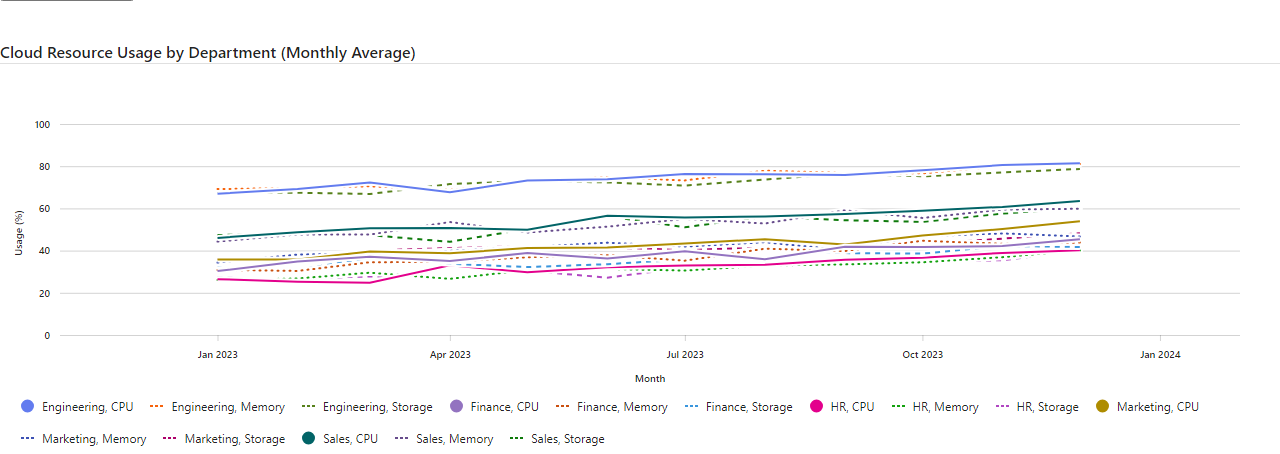 Cloud Resource Usage by Department (Monthly Average)
100
80
60
40
20
0
Usage (%)
Jan 2023 Apr 2023 Jul 2023 Oct 2023 Jan 2024
Month
Engineering, CPU Engineering, Memory Engineering, Storage Finance, CPU Finance, Memory Finance, Storage HR, CPU HR, Memory HR, Storage Marketing, CPU
Marketing, Memory Marketing, Storage Sales, CPU Sales, Memory Sales, Storage